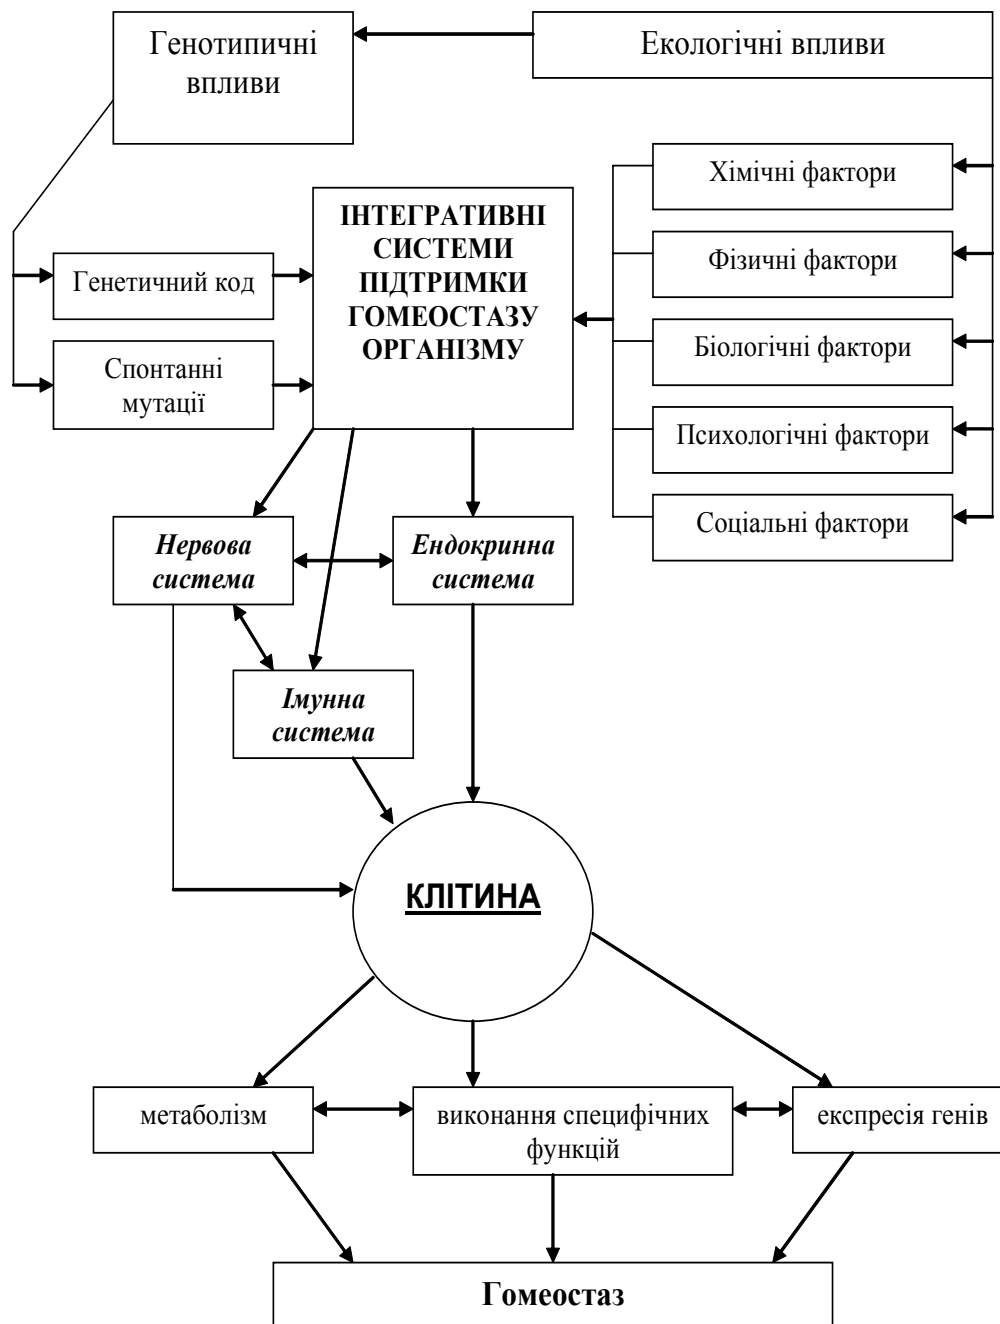 Генотипичні
впливи
Екологічні впливи
Хімічні фактори
Фізичні фактори
Біологічні фактори
Психологічні фактори
Соціальні фактори
ІНТЕГРАТИВНІ
СИСТЕМИ
ПІДТРИМКИ
ГОМЕОСТАЗУ
ОРГАНІЗМУ
Генетичний код
Спонтанні
мутації
Нервова
система
Ендокринна
система
Імунна
система
КЛІТИНА
метаболізм
виконання специфічних
функцій
експресія генів
Гомеостаз